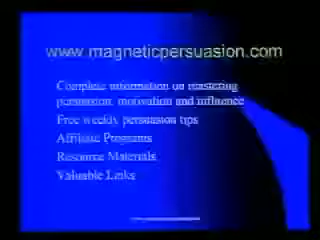 www.magneticpersuasion.com
Complete information on mastering
persuasion, motivation and influence
Free weekly persuasion tips
Affiliate Programs
Resource Materials
Valuable Links